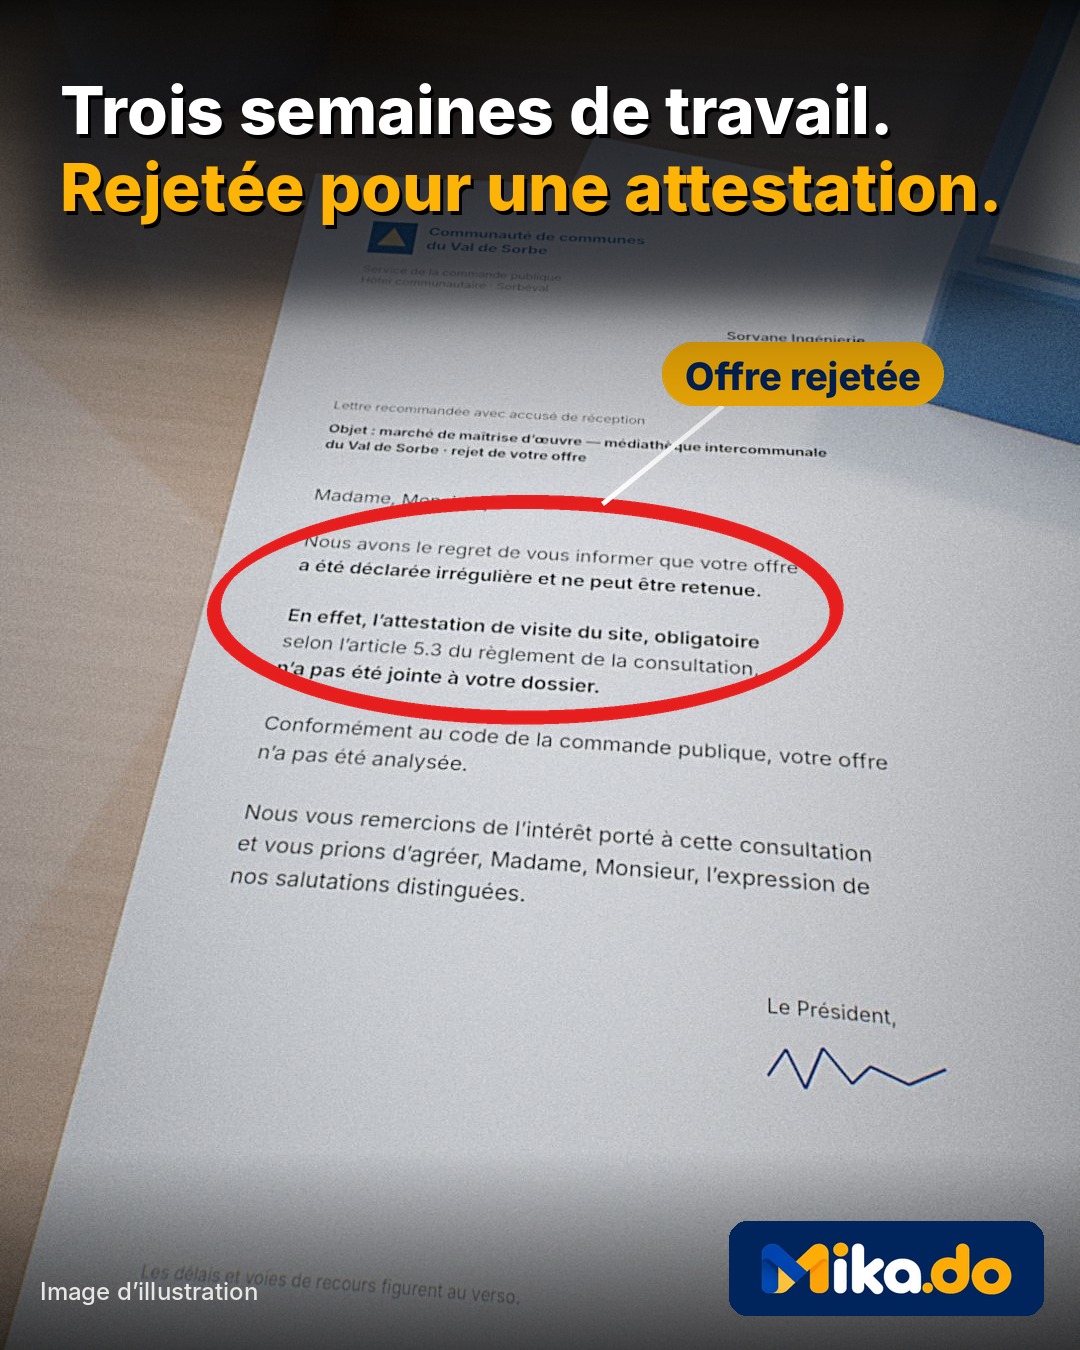 Trois semaines de travail.
Rejetée pour une attestation.
Communauté de communes
du Val de Sorbe
Service de la commande publique
Hôtel communautaire · Sorbeval
Sorvane Ingénierie
Offre rejetée
Lettre recommandée avec accusé de réception
Objet : marché de maîtrise d’œuvre — médiathèque intercommunale
du Val de Sorbe · rejet de votre offre
Madame,
Nous avons le regret de vous informer que votre offre
a été déclarée irrégulière et ne peut être retenue.
En effet, l’attestation de visite du site, obligatoire
selon l’article 5.3 du règlement de la consultation,
n’a pas été jointe à votre dossier.
Conformément au code de la commande publique, votre offre
n’a pas été analysée.
Nous vous remercions de l’intérêt porté à cette consultation
et vous prions d’agréer, Madame, Monsieur, l’expression de
nos salutations distinguées.
Le Président,
Les délais et voies de recours figurent au verso.
Image d’illustration
Mika.do